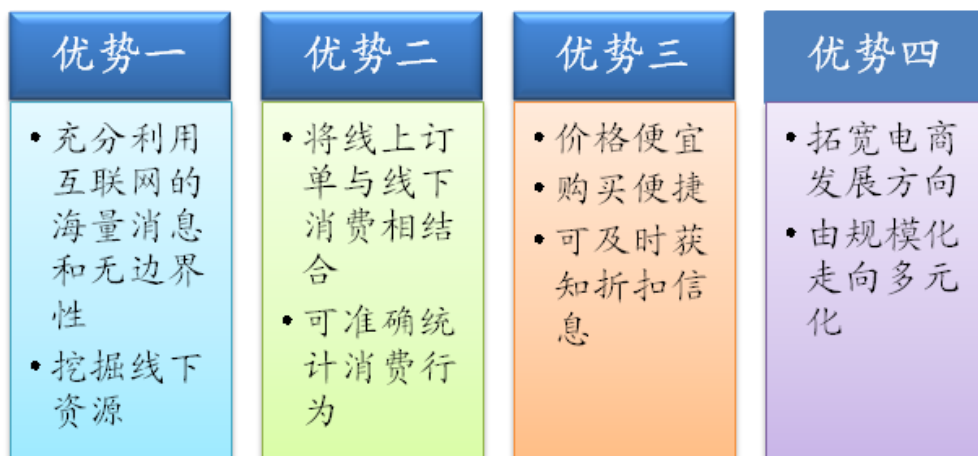 优势一
充分利用
互联网的
海量消息
和无边界
性
挖掘线下
资源
优势二
将线上订
单与线下
消费相结
合
可准确统
计消费行
为
优势三
价格便宜
购买便捷
可及时获
知折扣信
息
优势四
拓宽电商
发展方向
由规模化
走向多元
化